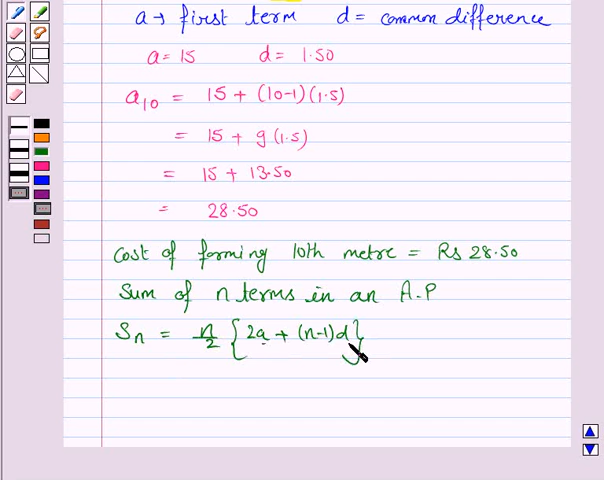 a → first term d = common difference
a = 15 d = 1.50
a10 = 15 + (10-1)(1.5)
= 15 + 9(1.5)
= 15 + 13.50
= 28.50
Cost of forming 10th metre = Rs 28.50
Sum of n terms in an A.P
Sn = n/2 {2a + (n-1)d}